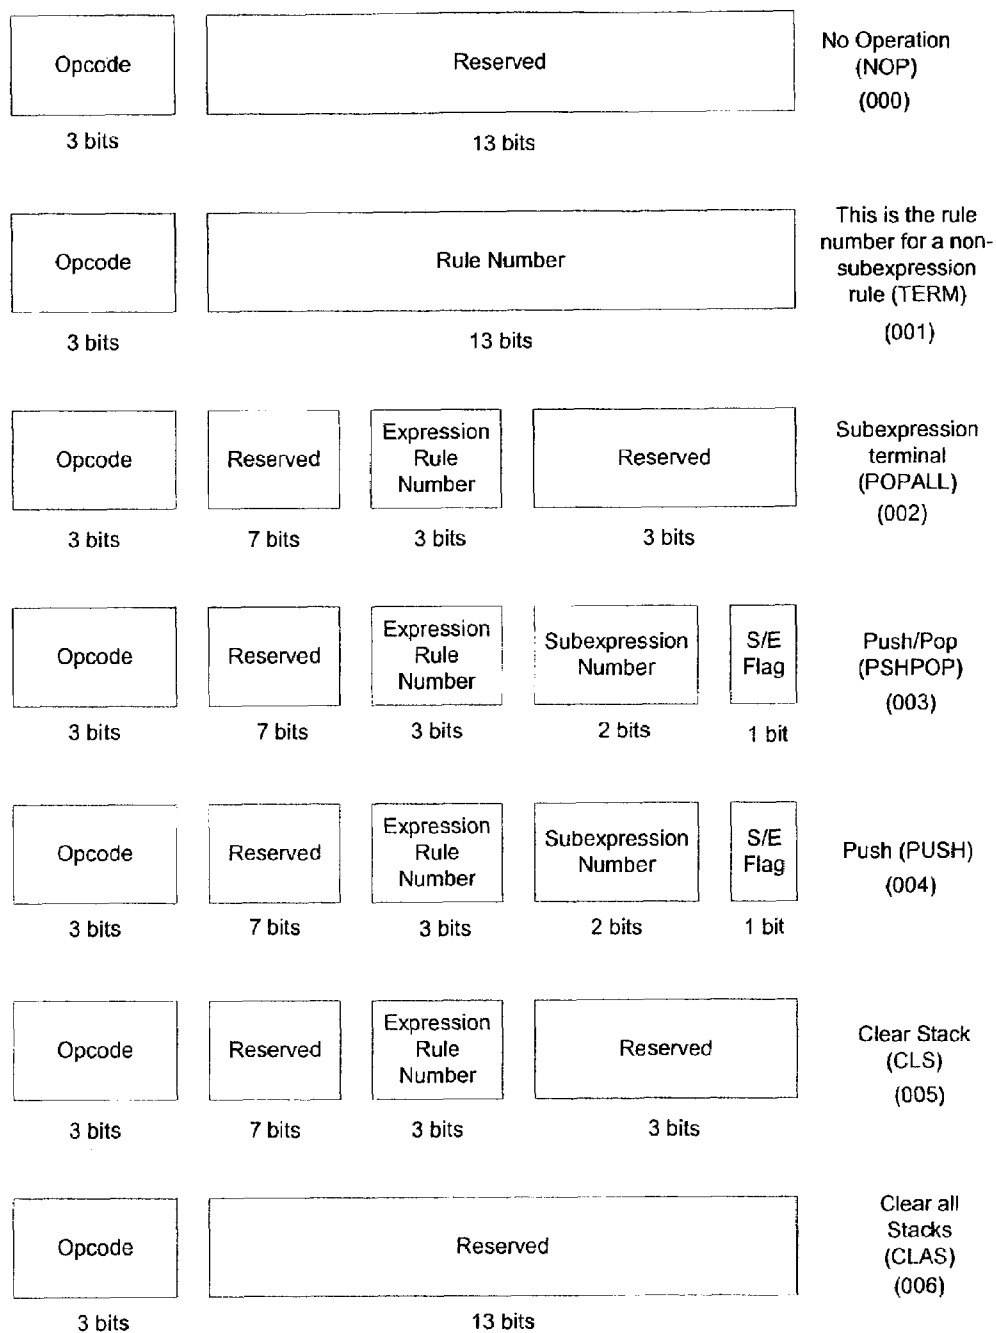 Opcode
Reserved
No Operation
(NOP)
(000)
3 bits
13 bits
Opcode
Rule Number
This is the rule
number for a non-
subexpression
rule (TERM)
(001)
3 bits
13 bits
Opcode
Reserved
Expression
Rule
Number
Reserved
Subexpression
terminal
(POPALL)
(002)
3 bits
7 bits
3 bits
3 bits
Opcode
Reserved
Expression
Rule
Number
Subexpression
Number
S/E
Flag
Push/Pop
(PSHPOP)
(003)
3 bits
7 bits
3 bits
2 bits
1 bit
Opcode
Reserved
Expression
Rule
Number
Subexpression
Number
S/E
Flag
Push (PUSH)
(004)
3 bits
7 bits
3 bits
2 bits
1 bit
Opcode
Reserved
Expression
Rule
Number
Reserved
Clear Stack
(CLS)
(005)
3 bits
7 bits
3 bits
3 bits
Opcode
Reserved
Clear all
Stacks
(CLAS)
(006)
3 bits
13 bits